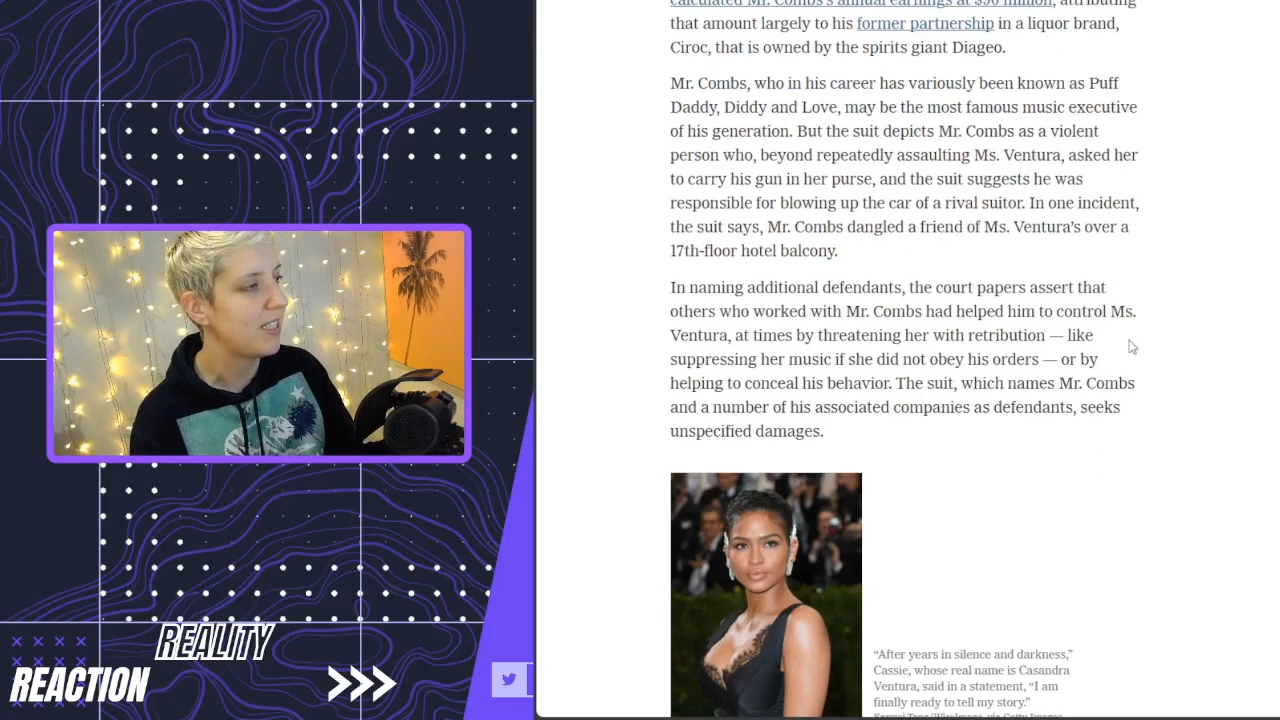 calculated Mr. Combs's annual earnings at $90 million, attributing
that amount largely to his former partnership in a liquor brand,
Ciroc, that is owned by the spirits giant Diageo.
Mr. Combs, who in his career has variously been known as Puff
Daddy, Diddy and Love, may be the most famous music executive
of his generation. But the suit depicts Mr. Combs as a violent
person who, beyond repeatedly assaulting Ms. Ventura, asked her
to carry his gun in her purse, and the suit suggests he was
responsible for blowing up the car of a rival suitor. In one incident,
the suit says, Mr. Combs dangled a friend of Ms. Ventura’s over a
17th-floor hotel balcony.
In naming additional defendants, the court papers assert that
others who worked with Mr. Combs had helped him to control Ms.
Ventura, at times by threatening her with retribution — like
suppressing her music if she did not obey his orders — or by
helping to conceal his behavior. The suit, which names Mr. Combs
and a number of his associated companies as defendants, seeks
unspecified damages.
“After years in silence and darkness,”
Cassie, whose real name is Casandra
Ventura, said in a statement, “I am
finally ready to tell my story.”
Karwai Tang/WireImage, via Getty Images
REALITY
REACTION